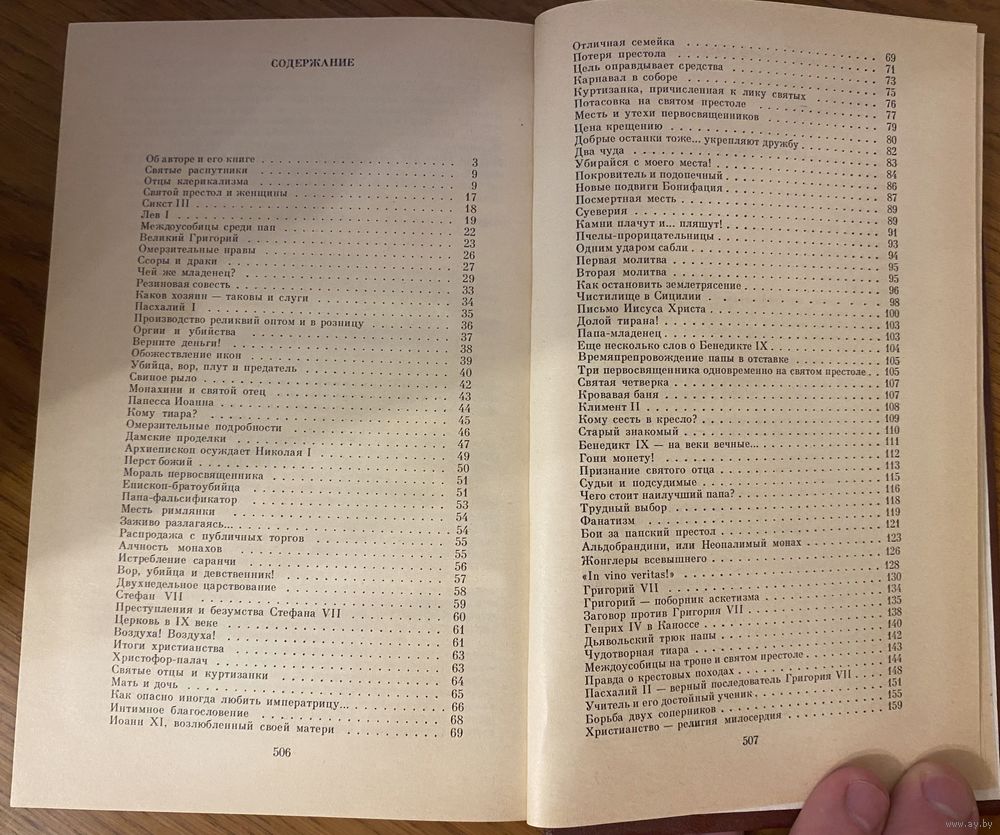 СОДЕРЖАНИЕ
Об авторе и его книге . . . 3
Святые распутники . . . 9
Отцы клерикализма . . . 9
Святой престол и женщины . . . 17
Сикст III . . . 18
Лев I . . . 19
Междоусобицы среди пап . . . 22
Великий Григорий . . . 23
Омерзительные нравы . . . 26
Ссоры и драки . . . 27
Чей же младенец? . . . 29
Резиновая совесть . . . 33
Каков хозяин — таковы и слуги . . . 34
Пасхалий I . . . 35
Производство реликвий оптом и в розницу . . . 36
Оргии и убийства . . . 37
Верните деньги! . . . 38
Обожествление икон . . . 39
Убийца, вор, плут и предатель . . . 40
Свиное рыло . . . 42
Монахини и святой отец . . . 43
Папесса Иоанна . . . 44
Кому тиара? . . . 45
Омерзительные подробности . . . 46
Дамские проделки . . . 47
Архиепископ осуждает Николая I . . . 49
Перст божий . . . 50
Мораль первосвященника . . . 51
Епископ-братоубийца . . . 51
Папа-фальсификатор . . . 53
Месть римлянки . . . 54
Заживо разлагаясь... . . . 54
Распродажа с публичных торгов . . . 55
Алчность монахов . . . 55
Истребление саранчи . . . 56
Вор, убийца и девственник! . . . 57
Двухнедельное царствование . . . 58
Стефан VII . . . 59
Преступления и безумства Стефана VII . . . 60
Церковь в IX веке . . . 61
Воздуха! Воздуха! . . . 61
Итоги христианства . . . 63
Христофор-палач . . . 63
Святые отцы и куртизанки . . . 64
Мать и дочь . . . 65
Как опасно иногда любить императрицу... . . . 66
Интимное благословение . . . 68
Иоанн XI, возлюбленный своей матери . . . 69
506
Отличная семейка . . . 69
Потеря престола . . . 71
Цель оправдывает средства . . . 73
Карнавал в соборе . . . 75
Куртизанка, причисленная к лику святых . . . 76
Потасовка на святом престоле . . . 77
Месть и утехи первосвященников . . . 79
Цена крещению . . . 80
Добрые останки тоже... укрепляют дружбу . . . 82
Два чуда . . . 83
Убирайся с моего места! . . . 84
Покровитель и подопечный . . . 86
Новые подвиги Бонифация . . . 87
Посмертная месть . . . 89
Суеверия . . . 89
Камни плачут и... пляшут! . . . 91
Пчелы-прорицательницы . . . 93
Одним ударом сабли . . . 94
Первая молитва . . . 95
Вторая молитва . . . 95
Как остановить землетрясение . . . 96
Чистилище в Сицилии . . . 98
Письмо Иисуса Христа . . . 100
Долой тирана! . . . 103
Папа-младенец . . . 103
Еще несколько слов о Бенедикте IX . . . 104
Времяпрепровождение папы в отставке . . . 105
Три первосвященника одновременно на святом престоле . . 105
Святая четверка . . . 107
Кровавая баня . . . 107
Климент II . . . 108
Кому сесть в кресло? . . . 109
Старый знакомый . . . 110
Бенедикт IX — на веки вечные... . . . 111
Гони монету! . . . 112
Признание святого отца . . . 113
Судьи и подсудимые . . . 115
Чего стоит наилучший папа? . . . 116
Трудный выбор . . . 118
Фанатизм . . . 119
Бои за папский престол . . . 121
Альдобрандини, или Неопалимый монах . . . 123
Жонглеры всевышнего . . . 126
«In vino veritas!» . . . 128
Григорий VII . . . 130
Григорий — поборник аскетизма . . . 134
Заговор против Григория VII . . . 135
Генрих IV в Каноссе . . . 138
Дьявольский трюк папы . . . 140
Чудотворная тиара . . . 142
Междоусобицы на троне и святом престоле . . . 143
Правда о крестовых походах . . . 144
Пасхалий II — верный последователь Григория VII . . . 148
Учитель и его достойный ученик . . . 151
Борьба двух соперников . . . 155
Христианство — религия милосердия . . . 159
507
www.ay.by